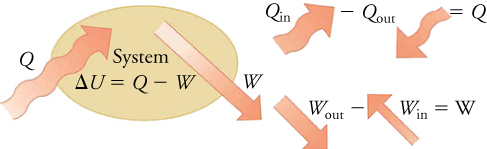 Q
System
ΔU = Q − W
W
Q_in − Q_out = Q
W_out − W_in = W